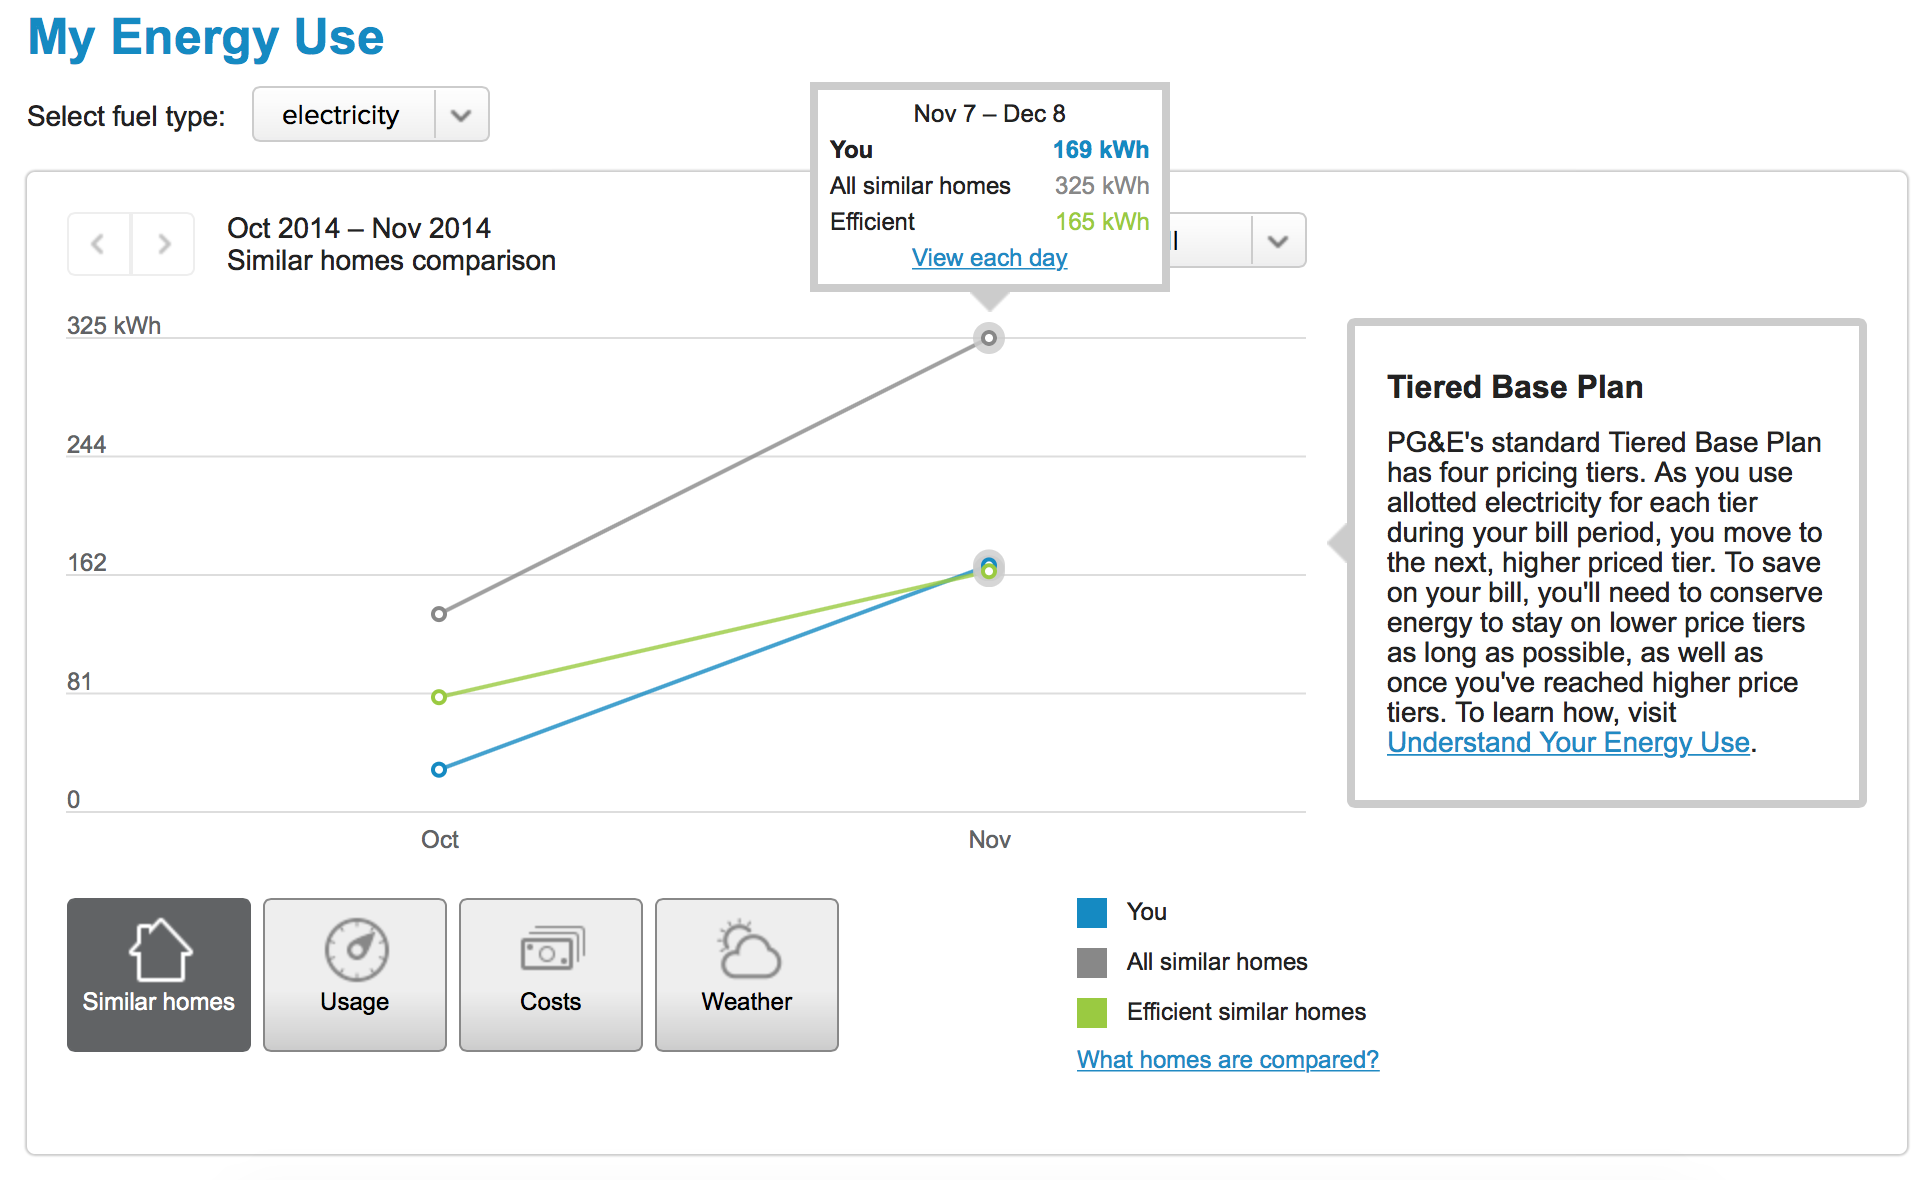 My Energy Use
Select fuel type:
electricity
Nov 7 – Dec 8
You 169 kWh
All similar homes 325 kWh
Efficient 165 kWh
View each day
Oct 2014 – Nov 2014
Similar homes comparison
325 kWh
244
162
81
0
Oct
Nov
Tiered Base Plan
PG&E's standard Tiered Base Plan
has four pricing tiers. As you use
allotted electricity for each tier
during your bill period, you move to
the next, higher priced tier. To save
on your bill, you'll need to conserve
energy to stay on lower price tiers
as long as possible, as well as
once you've reached higher price
tiers. To learn how, visit
Understand Your Energy Use.
Similar homes
Usage
Costs
Weather
You
All similar homes
Efficient similar homes
What homes are compared?